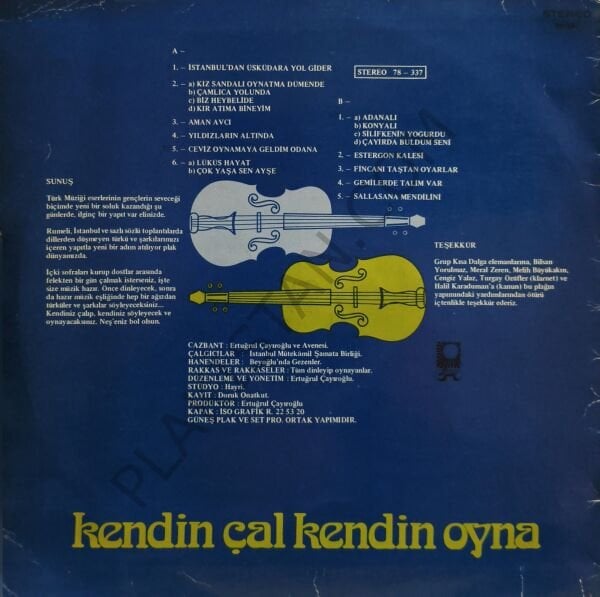 STEREO
A –
1. – İSTANBUL'DAN ÜSKÜDARA YOL GİDER
2. – a) KIZ SANDALI OYNATMA DÜMENDE
b) ÇAMLICA YOLUNDA
c) BİZ HEYBELİDE
d) KIR ATIMA BİNEYİM
3. – AMAN AVCI
4. – YILDIZLARIN ALTINDA
5. – CEVİZ OYNAMAYA GELDİM ODANA
6. – a) LÜKÜS HAYAT
b) ÇOK YAŞA SEN AYŞE
STEREO 78 – 337
B –
1. – a) ADANALI
b) KONYALI
c) SİLİFKENİN YOGURDU
d) ÇAYIRDA BULDUM SENİ
2. – ESTERGON KALESİ
3. – FİNCANI TAŞTAN OYARLAR
4. – GEMİLERDE TALİM VAR
5. – SALLASANA MENDİLİNİ
SUNUŞ
Türk Müziği eserlerinin gençlerin seveceği
biçimde yeni bir soluk kazandığı şu
günlerde, ilginç bir yapıt var elinizde.
Rumeli, İstanbul ve sazlı sözlü toplantılarda
dillerden düşmeyen türkü ve şarkılarımızı
içeren yapıtla yeni bir adım atılıyor plak
dünyamızda.
İçki sofraları kurup dostlar arasında
felekten bir gün çalmak isterseniz, işte
size müzik hazır. Önce dinleyecek, sonra
da hazır müzik eşliğinde hep bir ağızdan
türküler ve şarkılar söyleyeceksiniz...
Kendiniz çalıp, kendiniz söyleyecek ve
oynayacaksınız. Neş'eniz bol olsun.
TEŞEKKÜR
Grup Kısa Dalga elemanlarına, Bilsan
Yorulmaz, Meral Zeren, Melih Büyükakın,
Cengiz Yalaz, Turgay Özüfler (klarnet) ve
Halil Karaduman'a (kanun) bu plağın
yapımındaki yardımlarından ötürü
içtenlikle teşekkür ederiz.
CAZBANT : Ertuğrul Çayıroğlu ve Avenesi.
ÇALGICILAR : İstanbul Mütekâmil Şamata Birliği.
HANENDELER : Beyoğlu'nda Gezenler.
RAKKAS VE RAKKASELER : Tüm dinleyip oynayanlar.
DÜZENLEME VE YÖNETİM : Ertuğrul Çayıroğlu.
STÜDYO : Hayri.
KAYIT : Doruk Onatkut.
PRODÜKTÖR : Ertuğrul Çayıroğlu
KAPAK : İSO GRAFİK R. 22 53 20
GÜNEŞ PLAK VE SET PRO. ORTAK YAPIMIDIR.
kendin çal kendin oyna